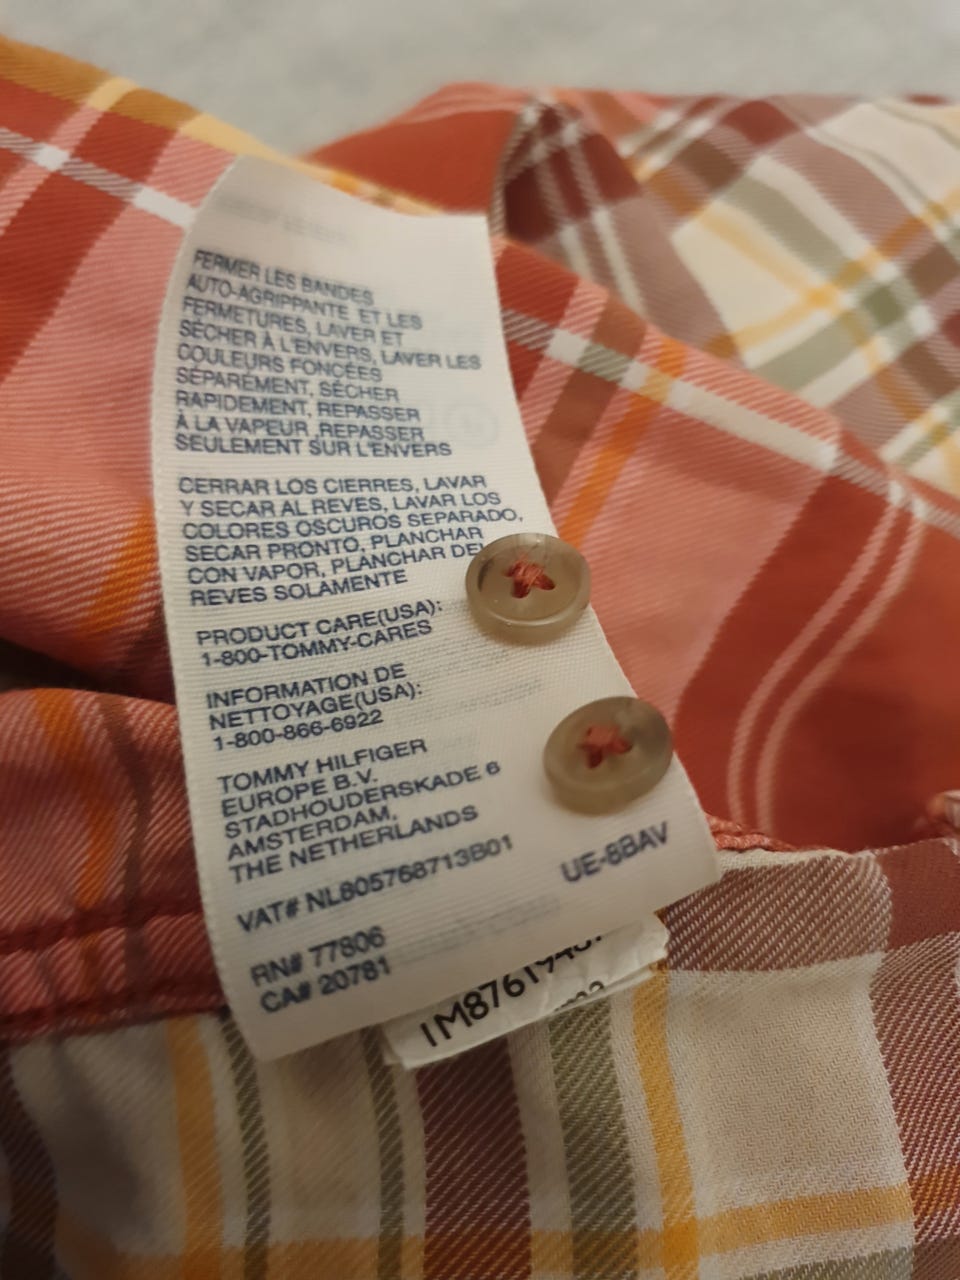 FERMER LES BANDES
AUTO-AGRIPPANTE ET LES
FERMETURES, LAVER ET
SÉCHER À L'ENVERS, LAVER LES
COULEURS FONCÉES
SÉPARÉMENT, SÉCHER
RAPIDEMENT, REPASSER
À LA VAPEUR ,REPASSER
SEULEMENT SUR L'ENVERS
CERRAR LOS CIERRES, LAVAR
Y SECAR AL REVES, LAVAR LOS
COLORES OSCUROS SEPARADO,
SECAR PRONTO, PLANCHAR
CON VAPOR, PLANCHAR DEL
REVES SOLAMENTE
PRODUCT CARE(USA):
1-800-TOMMY-CARES
INFORMATION DE
NETTOYAGE(USA):
1-800-866-6922
TOMMY HILFIGER
EUROPE B.V.
STADHOUDERSKADE 6
AMSTERDAM,
THE NETHERLANDS
VAT# NL805768713B01
UE-8BAV
RN# 77806
CA# 20781